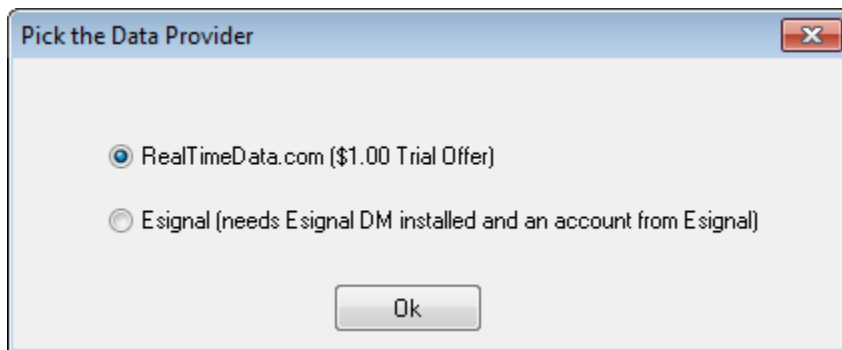 Pick the Data Provider
RealTimeData.com ($1.00 Trial Offer)
Esignal (needs Esignal DM installed and an account from Esignal)
Ok